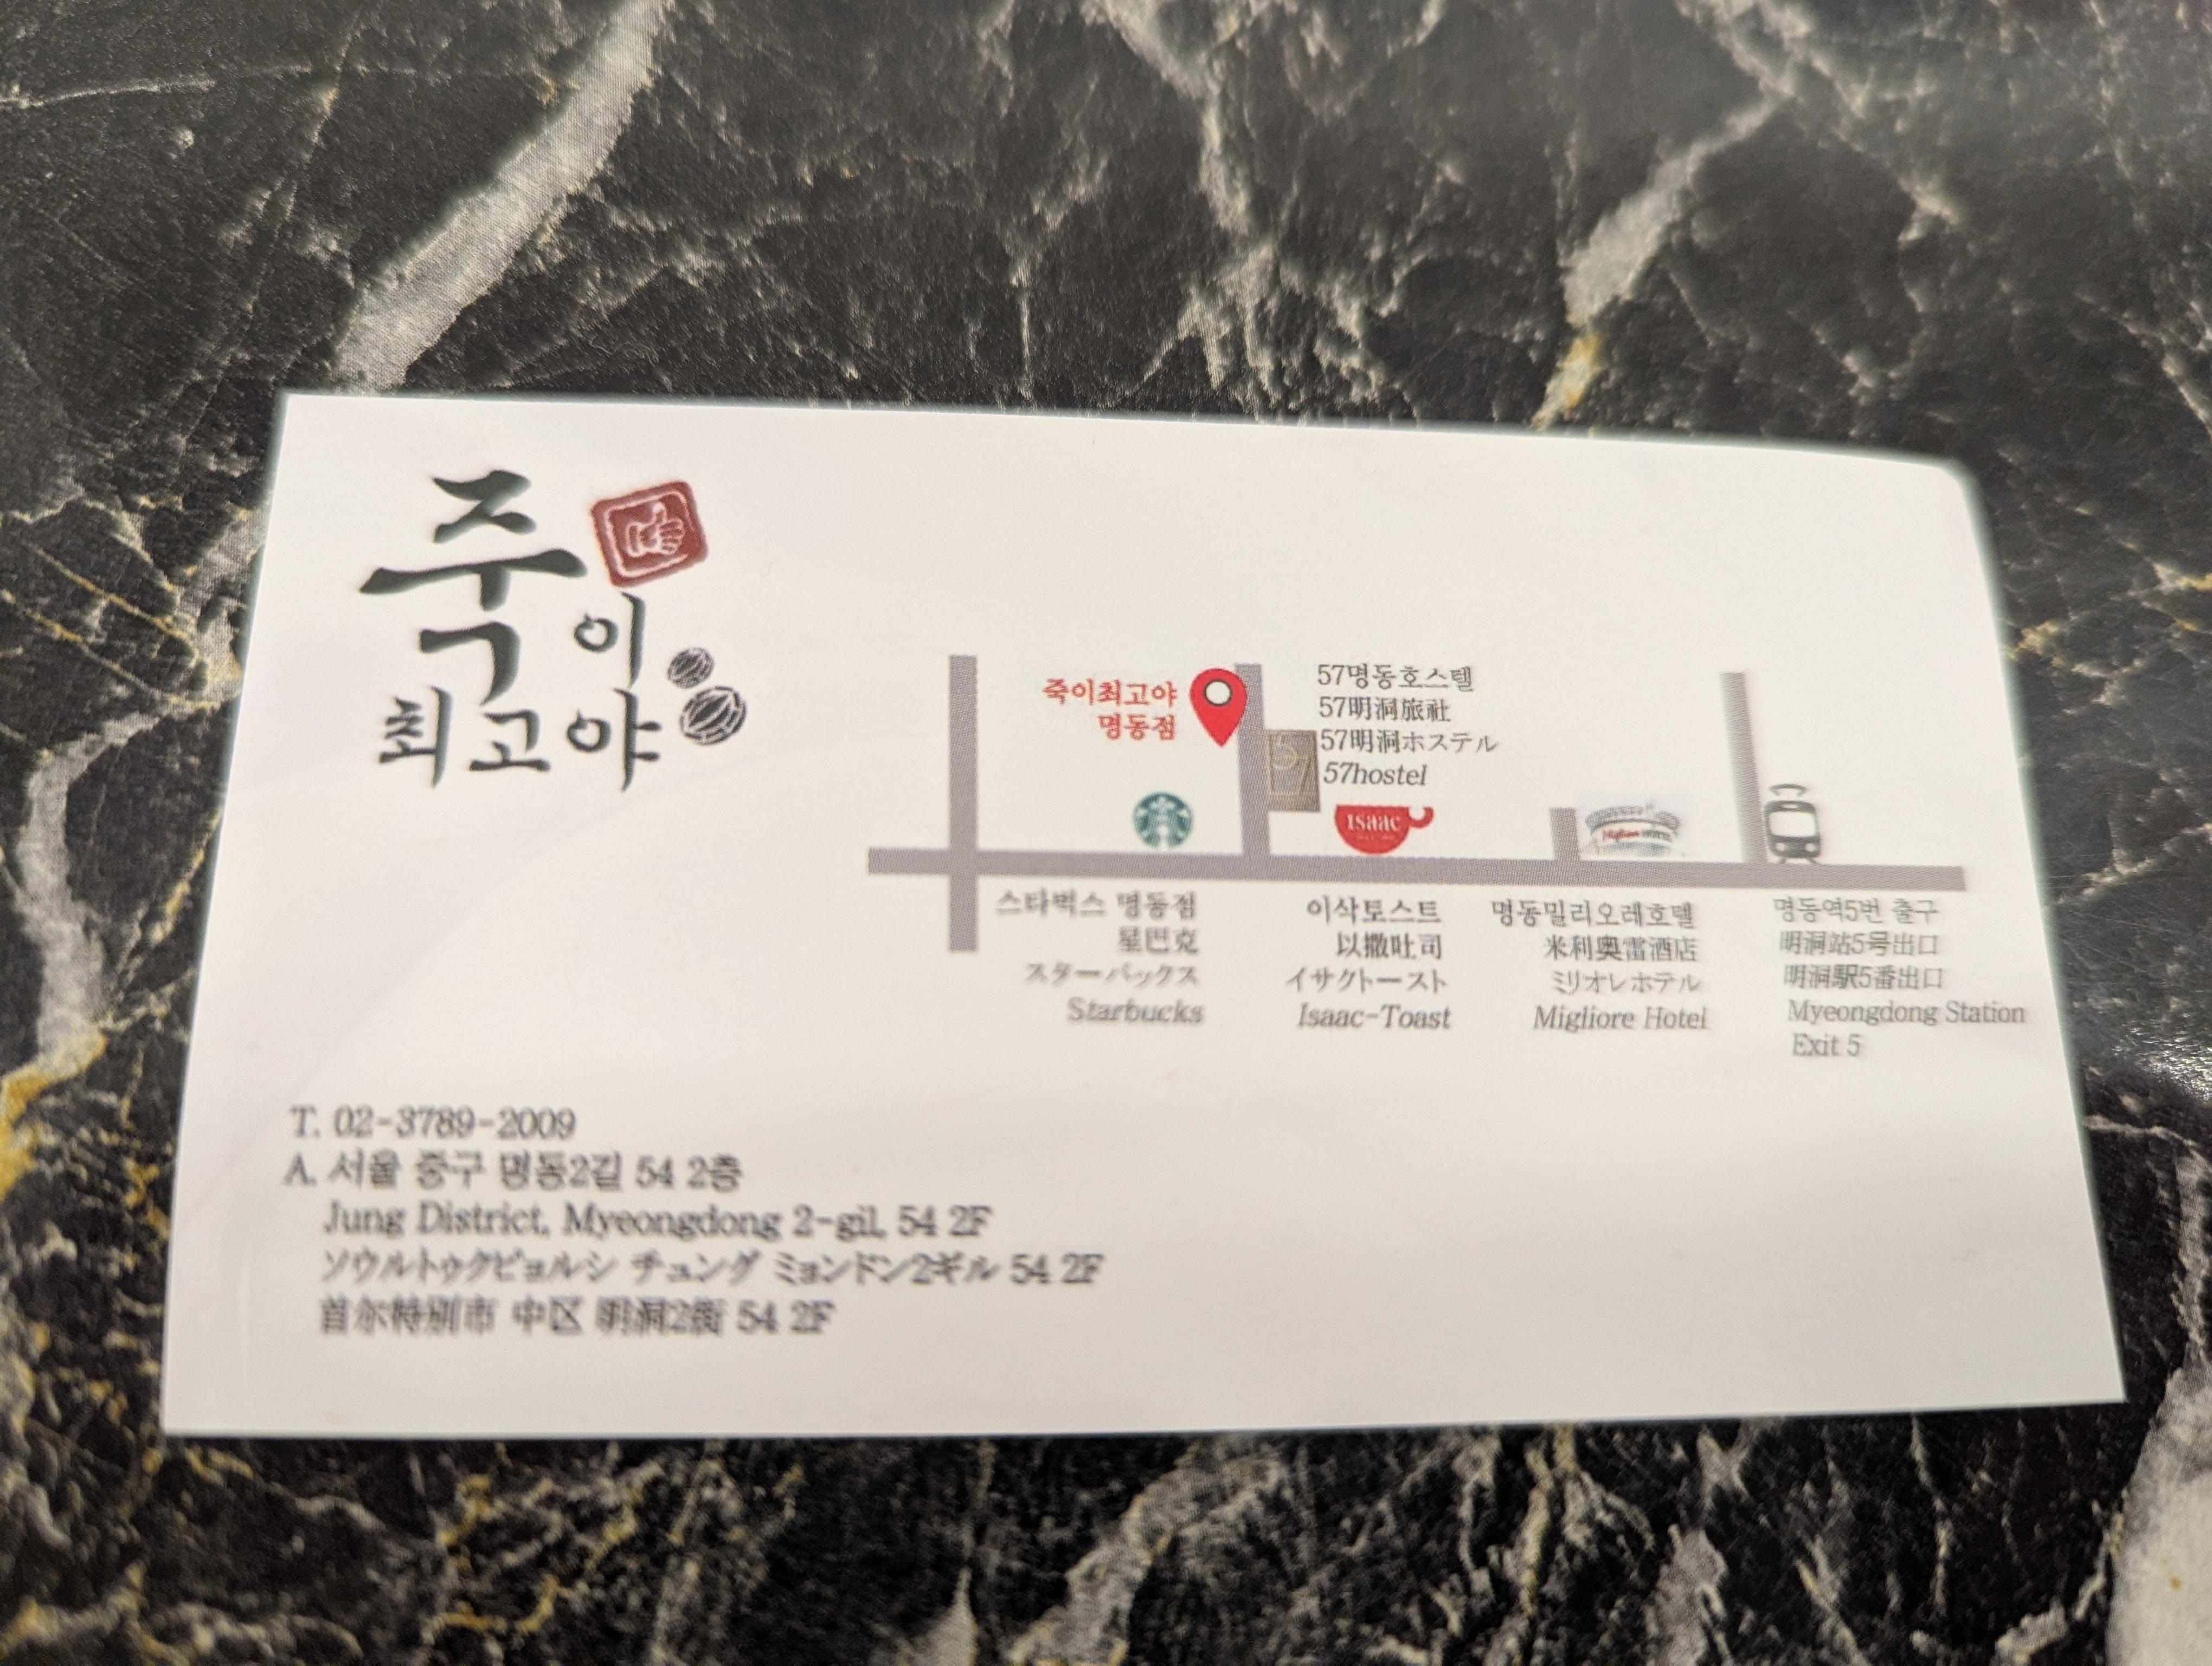 죽이
최고야
죽이최고야
명동점
57명동호스텔
57明洞旅社
57明洞ホステル
57hostel
57
isaac
Migliore HOTEL
스타벅스 명동점
星巴克
スターバックス
Starbucks
이삭토스트
以撒吐司
イサクトースト
Isaac-Toast
명동밀리오레호텔
米利奥雷酒店
ミリオレホテル
Migliore Hotel
명동역5번 출구
明洞站5号出口
明洞駅5番出口
Myeongdong Station
Exit 5
T. 02-3789-2009
A. 서울 중구 명동2길 54 2층
Jung District, Myeongdong 2-gil, 54 2F
ソウルトゥクビョルシ チュング ミョンドン2ギル 54 2F
首尔特别市 中区 明洞2街 54 2F